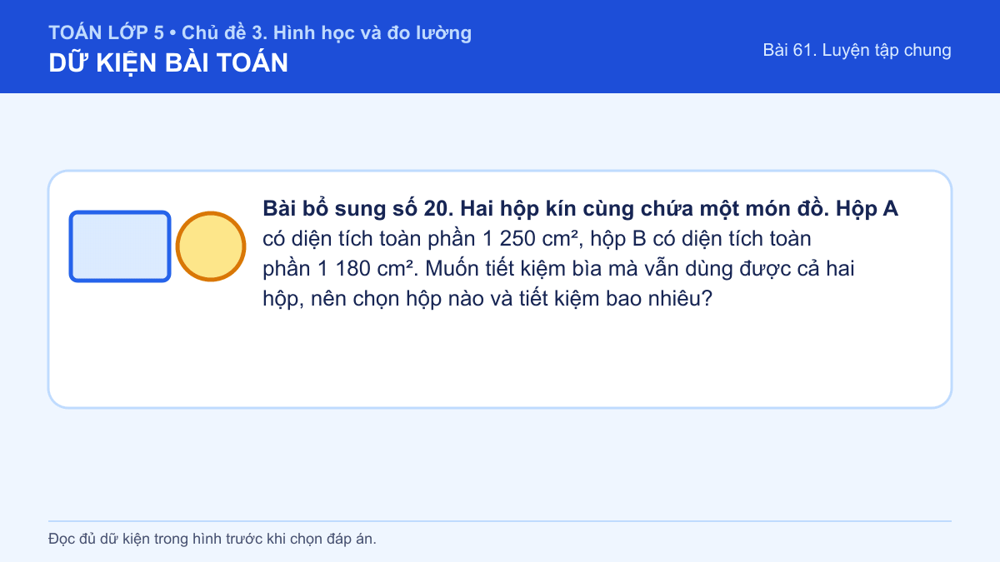 TOÁN LỚP 5 • Chủ đề 3. Hình học và đo lường
DỮ KIỆN BÀI TOÁN
Bài 61. Luyện tập chung
Bài bổ sung số 20. Hai hộp kín cùng chứa một món đồ. Hộp A
có diện tích toàn phần 1 250 cm², hộp B có diện tích toàn
phần 1 180 cm². Muốn tiết kiệm bìa mà vẫn dùng được cả hai
hộp, nên chọn hộp nào và tiết kiệm bao nhiêu?
Đọc đủ dữ kiện trong hình trước khi chọn đáp án.